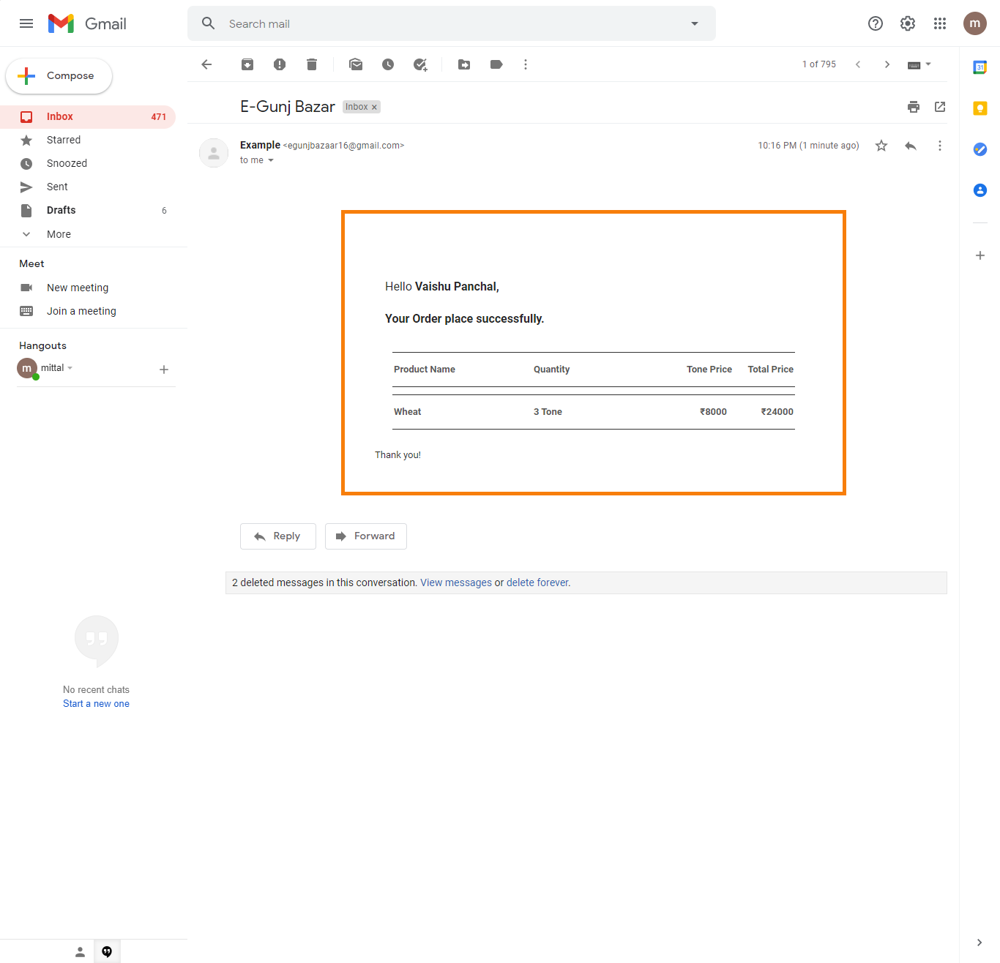 Gmail
Search mail
m
Compose
1 of 795
31
Inbox 471
Starred
Snoozed
Sent
Drafts 6
More
Meet
New meeting
Join a meeting
Hangouts
m mittal
No recent chats
Start a new one
E-Gunj Bazar Inbox x
Example <egunjbazaar16@gmail.com> 10:16 PM (1 minute ago)
to me
Hello Vaishu Panchal,
Your Order place successfully.
Product Name Quantity Tone Price Total Price
Wheat 3 Tone ₹8000 ₹24000
Thank you!
Reply Forward
2 deleted messages in this conversation. View messages or delete forever.